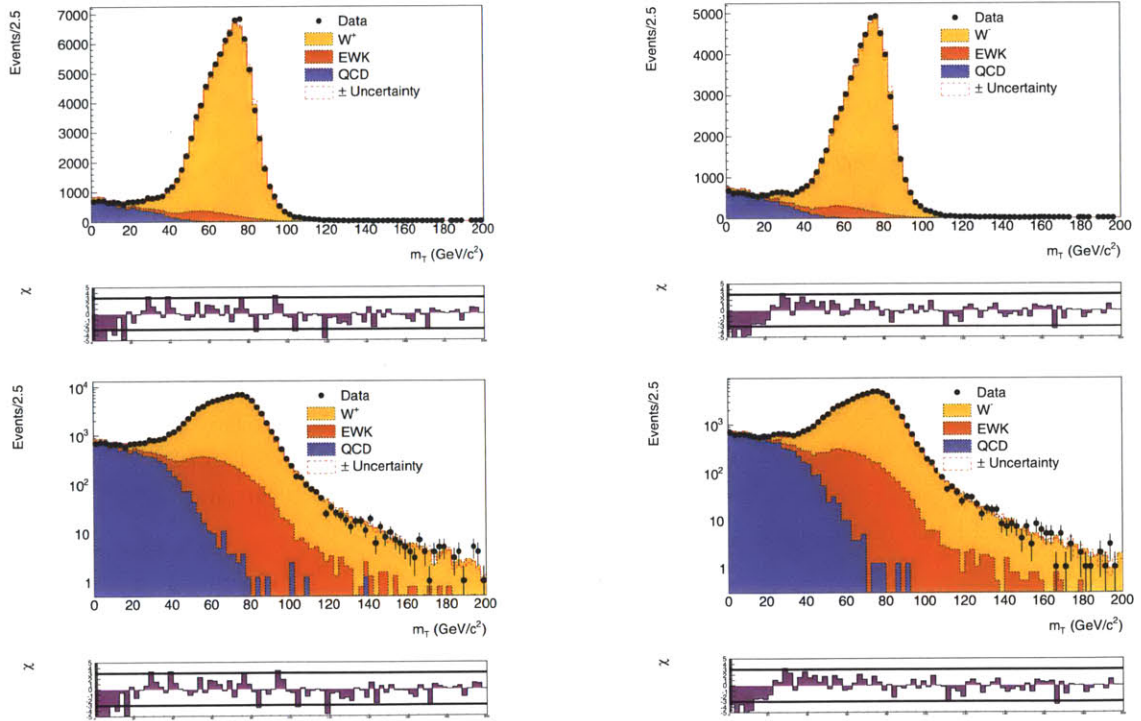 Events/2.5
7000
6000
5000
4000
3000
2000
1000
0
Data
W+
EWK
QCD
± Uncertainty
0 20 40 60 80 100 120 140 160 180 200
mT (GeV/c²)
χ
Events/2.5
5000
4000
3000
2000
1000
0
Data
W-
EWK
QCD
± Uncertainty
0 20 40 60 80 100 120 140 160 180 200
mT (GeV/c²)
χ
Events/2.5
10⁴
10³
10²
10
1
Data
W+
EWK
QCD
± Uncertainty
0 20 40 60 80 100 120 140 160 180 200
mT (GeV/c²)
χ
Events/2.5
10³
10²
10
1
Data
W-
EWK
QCD
± Uncertainty
0 20 40 60 80 100 120 140 160 180 200
mT (GeV/c²)
χ